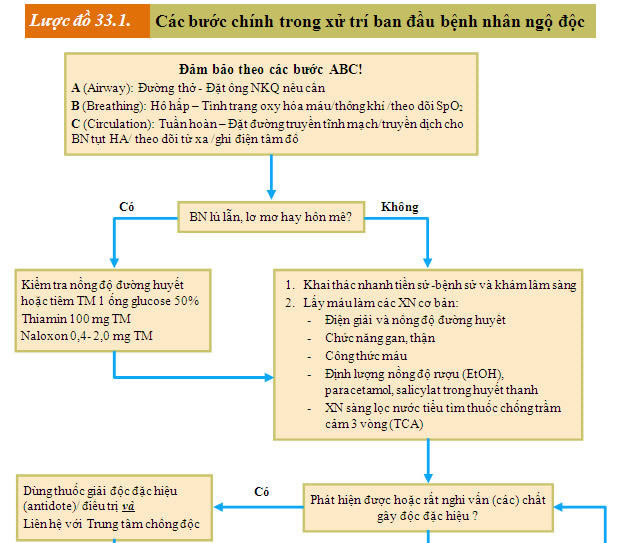 Lược đồ 33.1. Các bước chính trong xử trí ban đầu bệnh nhân ngộ độc
Đảm bảo theo các bước ABC!
A (Airway): Đường thở - Đặt ống NKQ nếu cần
B (Breathing): Hô hấp – Tình trạng oxy hóa máu/thông khí /theo dõi SpO₂
C (Circulation): Tuần hoàn – Đặt đường truyền tĩnh mạch/truyền dịch cho
BN tụt HA/ theo dõi từ xa /ghi điện tâm đồ
Có
Không
BN lú lẫn, lơ mơ hay hôn mê?
Kiểm tra nồng độ đường huyết
hoặc tiêm TM 1 ống glucose 50%
Thiamin 100 mg TM
Naloxon 0,4- 2,0 mg TM
1. Khai thác nhanh tiền sử -bệnh sử và khám lâm sàng
2. Lấy máu làm các XN cơ bản:
- Điện giải và nồng độ đường huyết
- Chức năng gan, thận
- Công thức máu
- Định lượng nồng độ rượu (EtOH),
paracetamol, salicylat trong huyết thanh
- XN sàng lọc nước tiểu tìm thuốc chống trầm
cảm 3 vòng (TCA)
Dùng thuốc giải độc đặc hiệu
(antidote)/ điều trị và
Liên hệ với Trung tâm chống độc
Có
Phát hiện được hoặc rất nghi vấn (các) chất
gây độc đặc hiệu ?